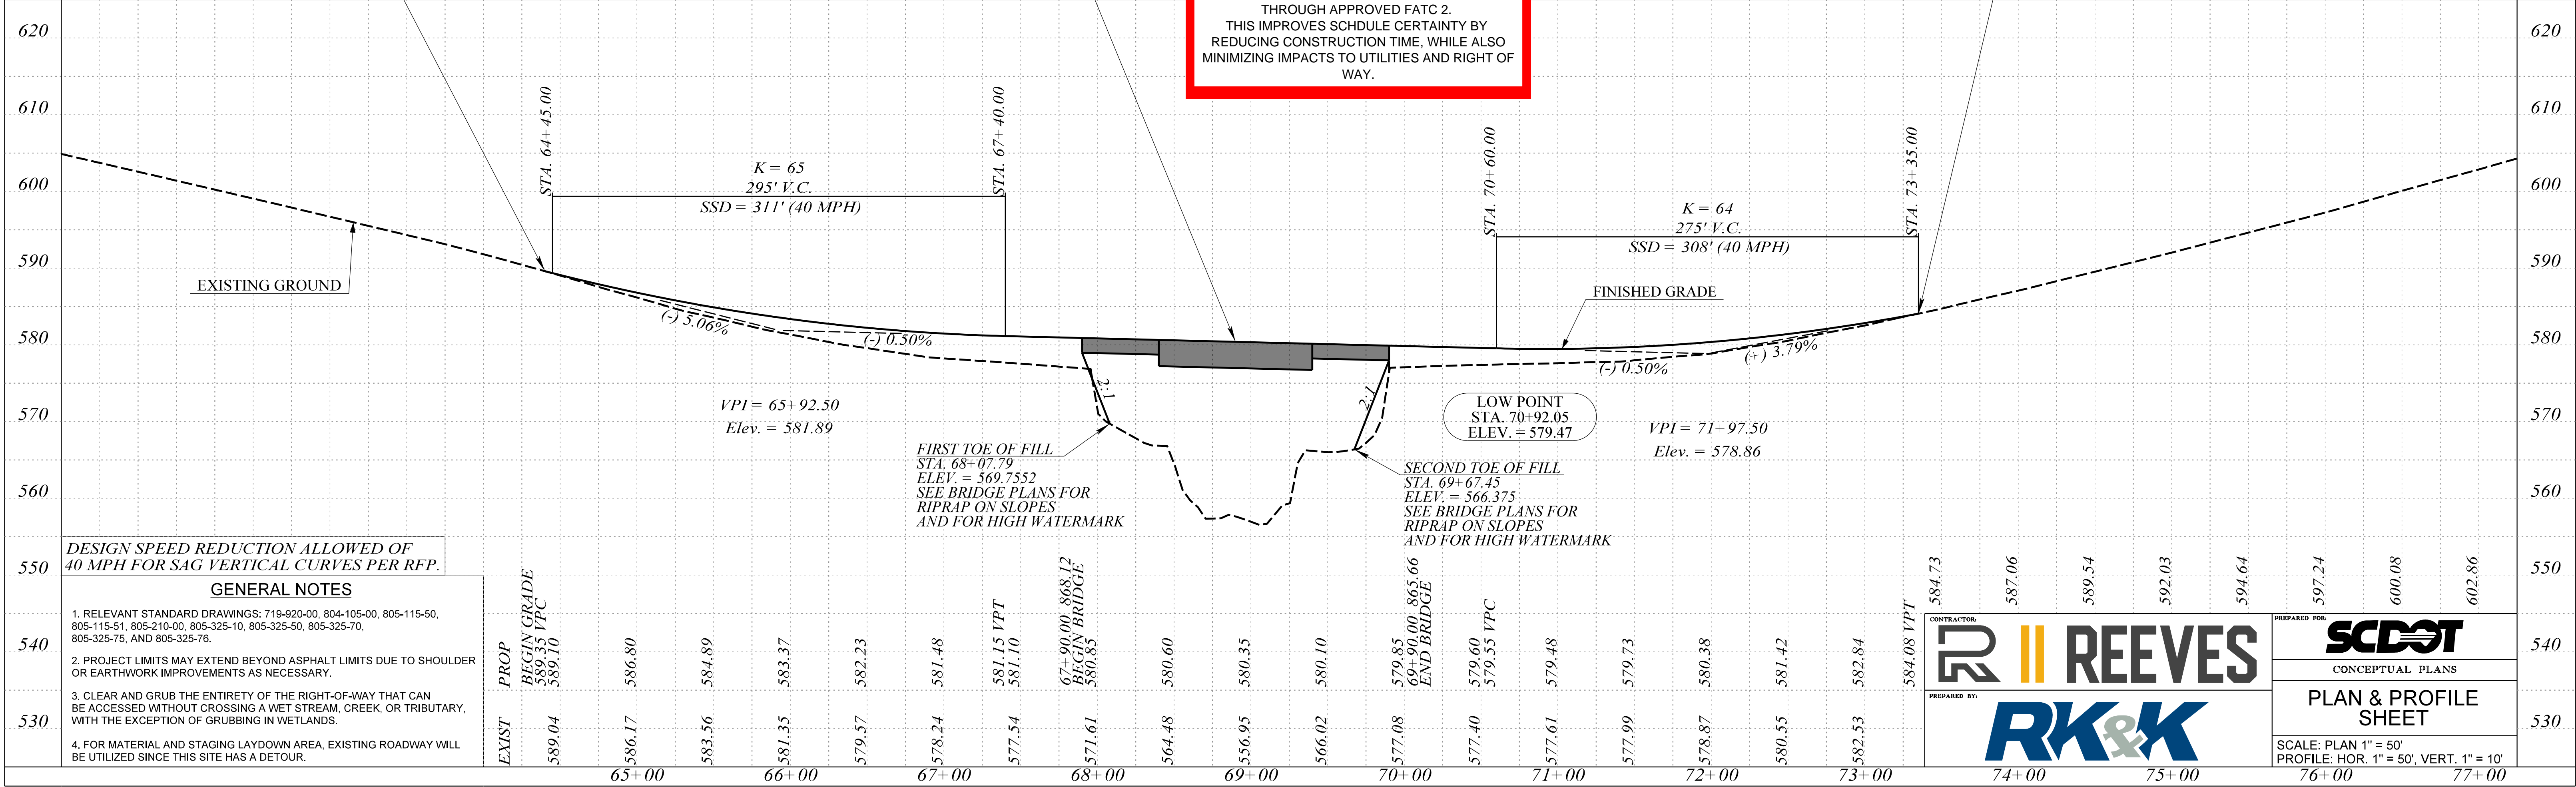 THROUGH APPROVED FATC 2.
THIS IMPROVES SCHDULE CERTAINTY BY
REDUCING CONSTRUCTION TIME, WHILE ALSO
MINIMIZING IMPACTS TO UTILITIES AND RIGHT OF
WAY.
620
610
600
590
580
570
560
550
540
530
620
610
600
590
580
570
560
550
540
530
STA. 64+45.00
K = 65
295' V.C.
SSD = 311' (40 MPH)
STA. 67+40.00
STA. 70+60.00
K = 64
275' V.C.
SSD = 308' (40 MPH)
STA. 73+35.00
EXISTING GROUND
FINISHED GRADE
(-) 5.06%
(-) 0.50%
(-) 0.50%
(+) 3.79%
2:1
2:1
VPI = 65+92.50
Elev. = 581.89
LOW POINT
STA. 70+92.05
ELEV. = 579.47
VPI = 71+97.50
Elev. = 578.86
FIRST TOE OF FILL
STA. 68+07.79
ELEV. = 569.7552
SEE BRIDGE PLANS FOR
RIPRAP ON SLOPES
AND FOR HIGH WATERMARK
SECOND TOE OF FILL
STA. 69+67.45
ELEV. = 566.375
SEE BRIDGE PLANS FOR
RIPRAP ON SLOPES
AND FOR HIGH WATERMARK
DESIGN SPEED REDUCTION ALLOWED OF
40 MPH FOR SAG VERTICAL CURVES PER RFP.
GENERAL NOTES
1. RELEVANT STANDARD DRAWINGS: 719-920-00, 804-105-00, 805-115-50,
805-115-51, 805-210-00, 805-325-10, 805-325-50, 805-325-70,
805-325-75, AND 805-325-76.
2. PROJECT LIMITS MAY EXTEND BEYOND ASPHALT LIMITS DUE TO SHOULDER
OR EARTHWORK IMPROVEMENTS AS NECESSARY.
3. CLEAR AND GRUB THE ENTIRETY OF THE RIGHT-OF-WAY THAT CAN
BE ACCESSED WITHOUT CROSSING A WET STREAM, CREEK, OR TRIBUTARY,
WITH THE EXCEPTION OF GRUBBING IN WETLANDS.
4. FOR MATERIAL AND STAGING LAYDOWN AREA, EXISTING ROADWAY WILL
BE UTILIZED SINCE THIS SITE HAS A DETOUR.
PROP
BEGIN GRADE
589.35 VPC
589.10
586.80
584.89
583.37
582.23
581.48
581.15 VPT
581.10
67+90.00 868.12
BEGIN BRIDGE
580.85
580.60
580.35
580.10
579.85
69+90.00 865.66
END BRIDGE
579.60
579.55 VPC
579.48
579.73
580.38
581.42
582.84
584.08 VPT
EXIST
589.04
586.17
583.56
581.35
579.57
578.24
577.54
571.61
564.48
556.95
566.02
577.08
577.40
577.61
577.99
578.87
580.55
582.53
584.73
587.06
589.54
592.03
594.64
597.24
600.08
602.86
CONTRACTOR:
R REEVES
PREPARED BY:
RK&K
PREPARED FOR:
SCDOT
CONCEPTUAL PLANS
PLAN & PROFILE
SHEET
SCALE: PLAN 1" = 50'
PROFILE: HOR. 1" = 50', VERT. 1" = 10'
65+00
66+00
67+00
68+00
69+00
70+00
71+00
72+00
73+00
74+00
75+00
76+00
77+00